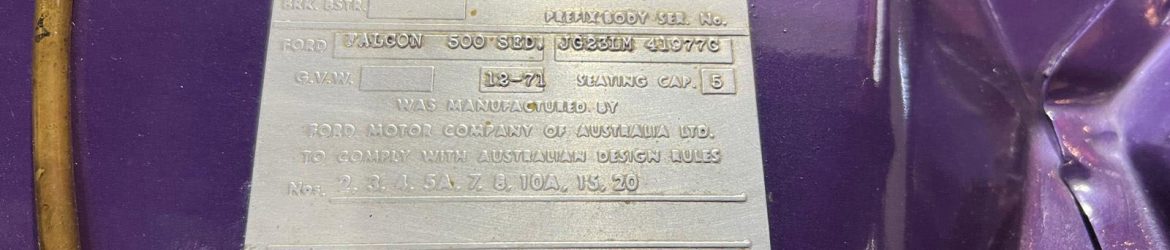 BRK. BSTR.
PREFIX BODY SER. No.
FORD FALCON 500 SED. JG23LM 41977C
G.V.W. 12-71 SEATING CAP. 5
WAS MANUFACTURED BY
FORD MOTOR COMPANY OF AUSTRALIA LTD.
TO COMPLY WITH AUSTRALIAN DESIGN RULES
Nos. 2, 3, 4, 5A, 7, 8, 10A, 15, 20